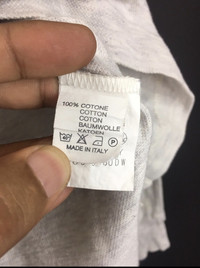 100% COTONE
COTTON
COTON
BAUMWOLLE
KATOEN
MADE IN ITALY